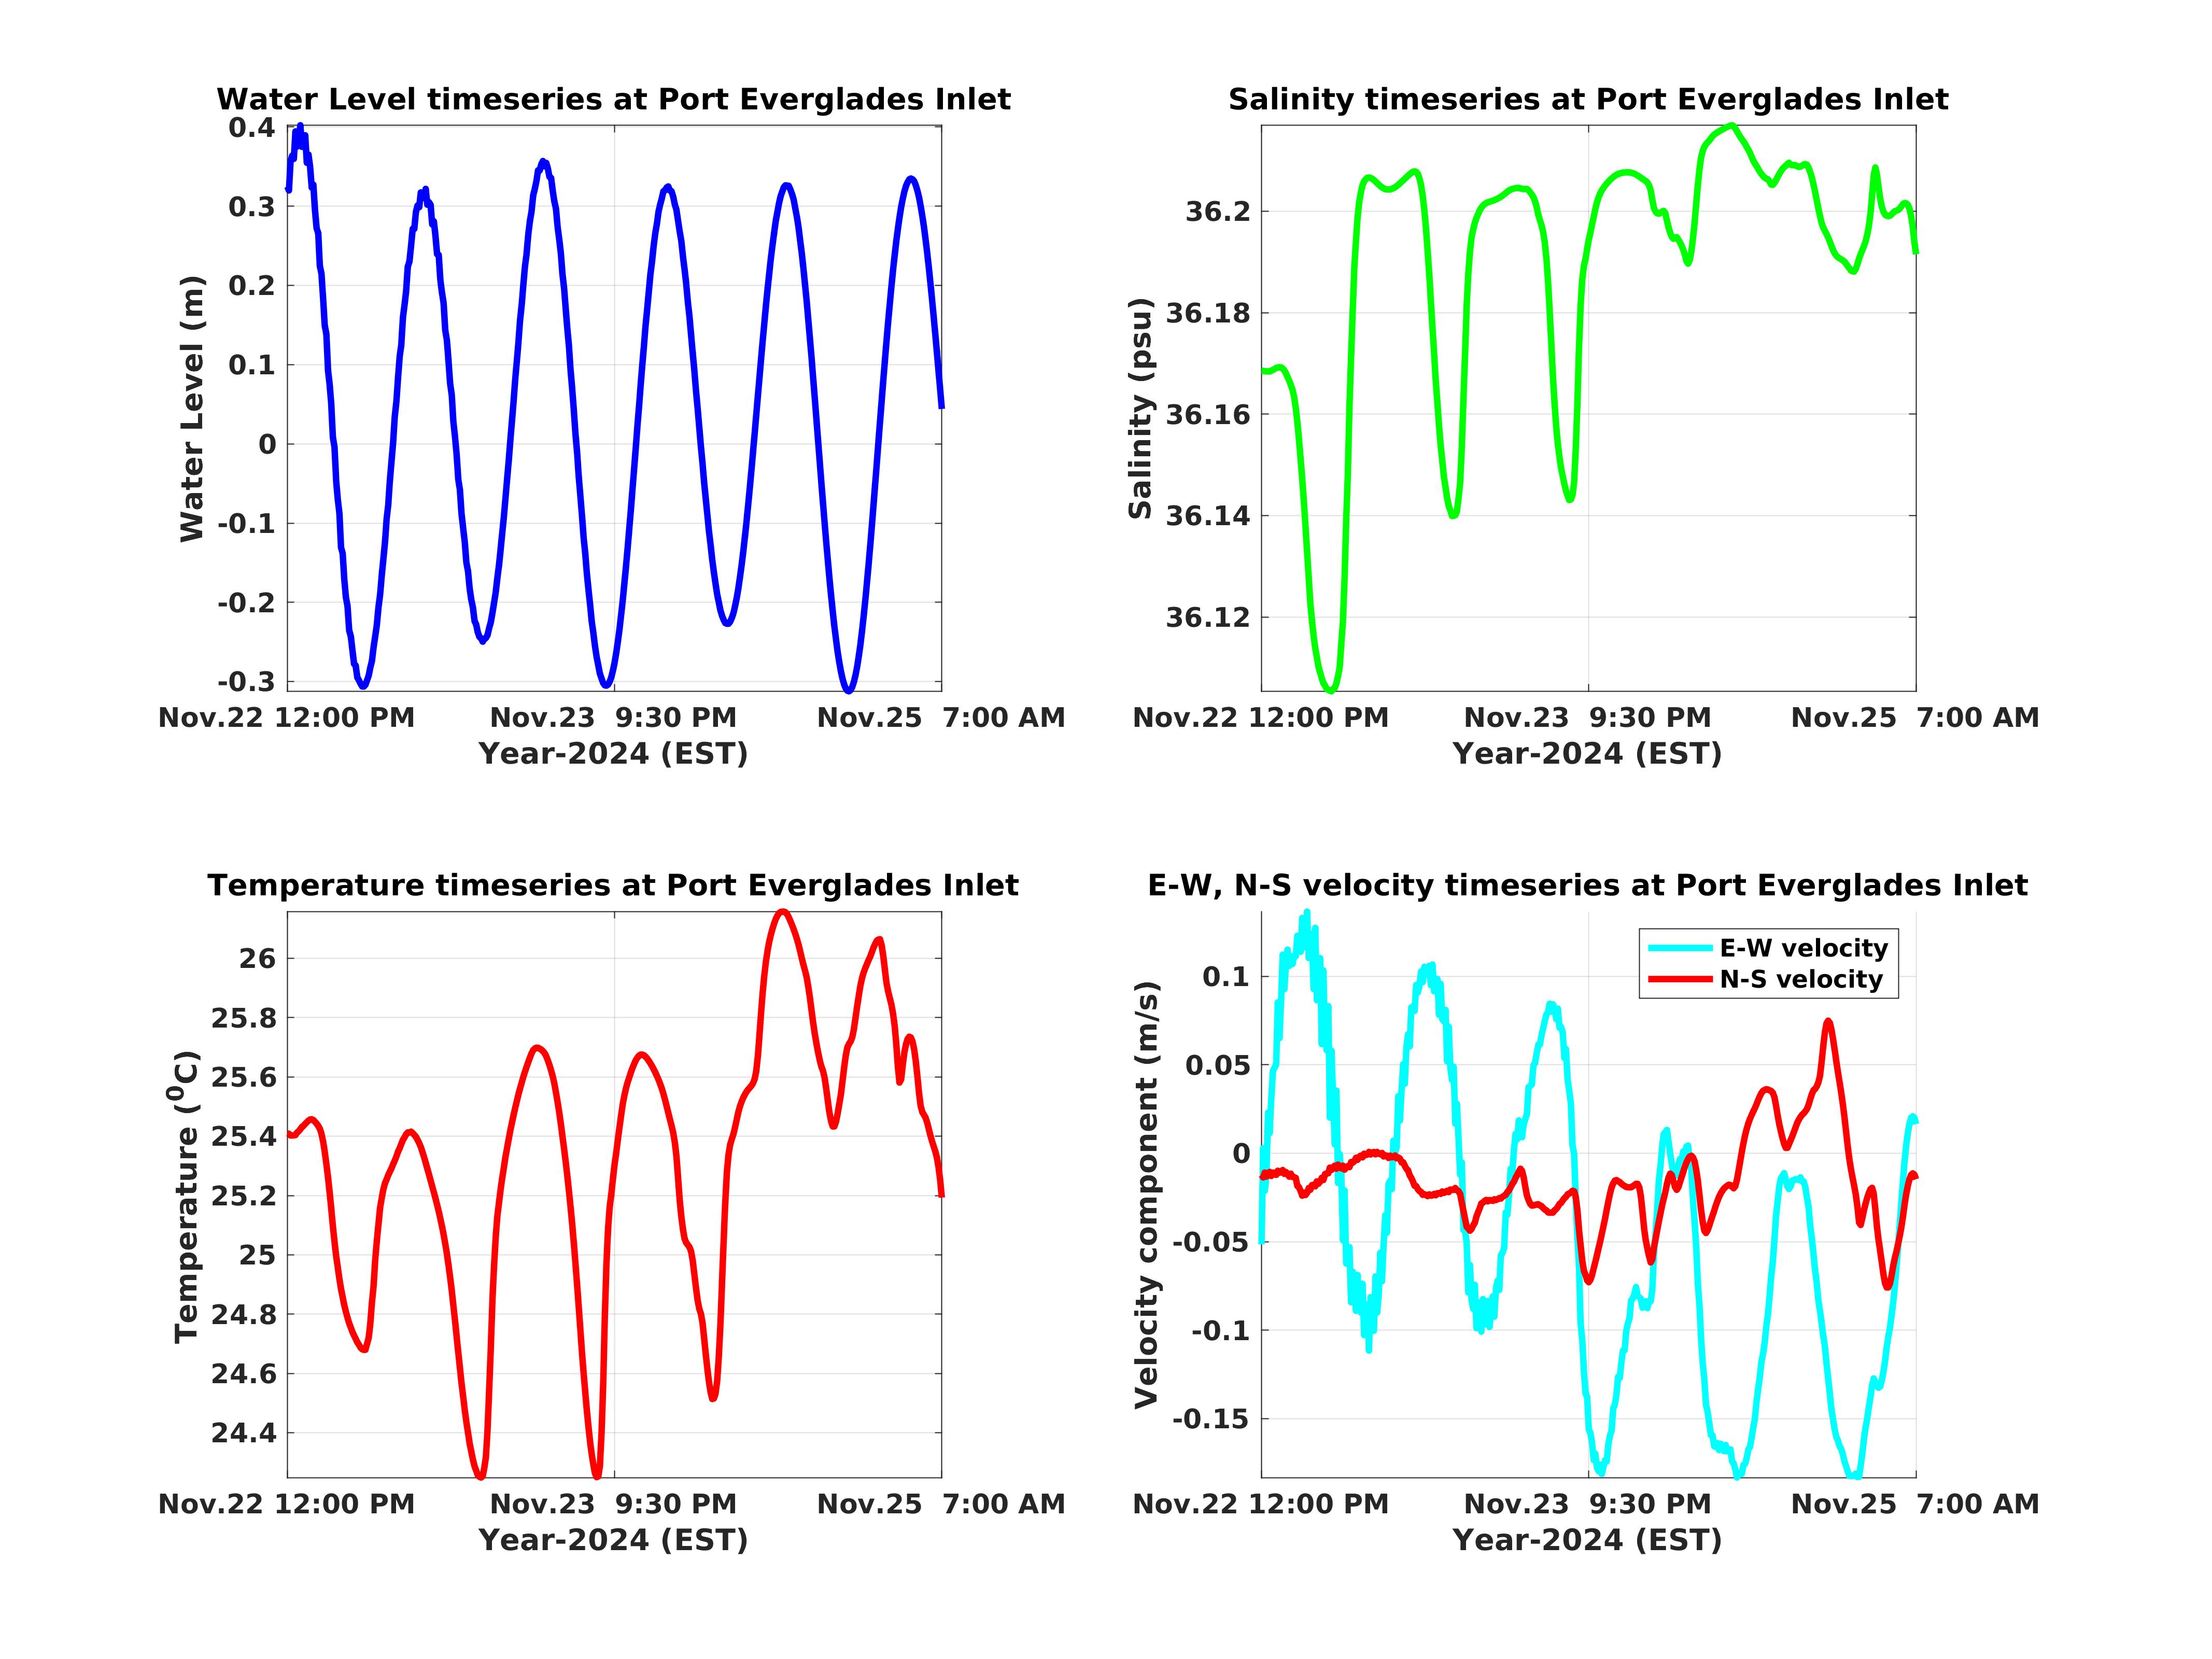 Water Level timeseries at Port Everglades Inlet
0.4
0.3
0.2
0.1
0
-0.1
-0.2
-0.3
Water Level (m)
Nov.22 12:00 PM
Nov.23 9:30 PM
Nov.25 7:00 AM
Year-2024 (EST)
Salinity timeseries at Port Everglades Inlet
36.2
36.18
36.16
36.14
36.12
Salinity (psu)
Nov.22 12:00 PM
Nov.23 9:30 PM
Nov.25 7:00 AM
Year-2024 (EST)
Temperature timeseries at Port Everglades Inlet
26
25.8
25.6
25.4
25.2
25
24.8
24.6
24.4
Temperature (⁰C)
Nov.22 12:00 PM
Nov.23 9:30 PM
Nov.25 7:00 AM
Year-2024 (EST)
E-W, N-S velocity timeseries at Port Everglades Inlet
E-W velocity
N-S velocity
0.1
0.05
0
-0.05
-0.1
-0.15
Velocity component (m/s)
Nov.22 12:00 PM
Nov.23 9:30 PM
Nov.25 7:00 AM
Year-2024 (EST)